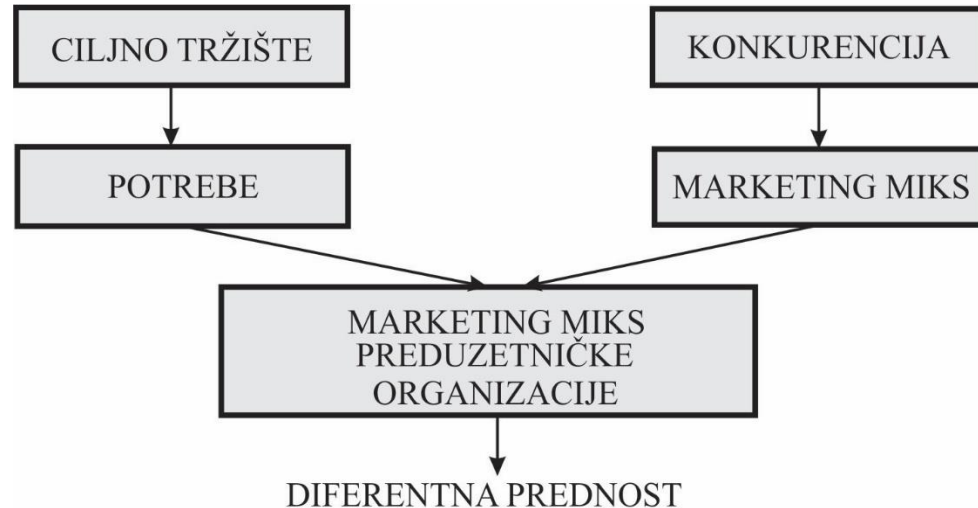 CILJNO TRŽIŠTE
KONKURENCIJA
POTREBE
MARKETING MIKS
MARKETING MIKS
PREDUZETNIČKE
ORGANIZACIJE
DIFERENTNA PREDNOST